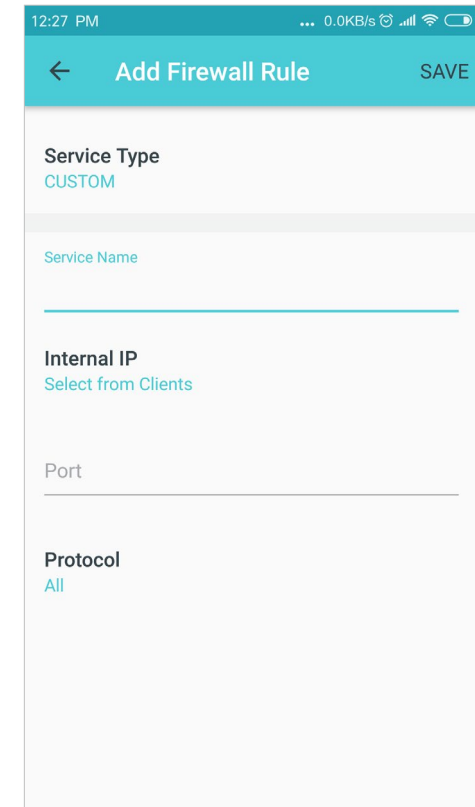 12:27 PM ... 0.0KB/s
Add Firewall Rule SAVE
Service Type
CUSTOM
Service Name
Internal IP
Select from Clients
Port
Protocol
All